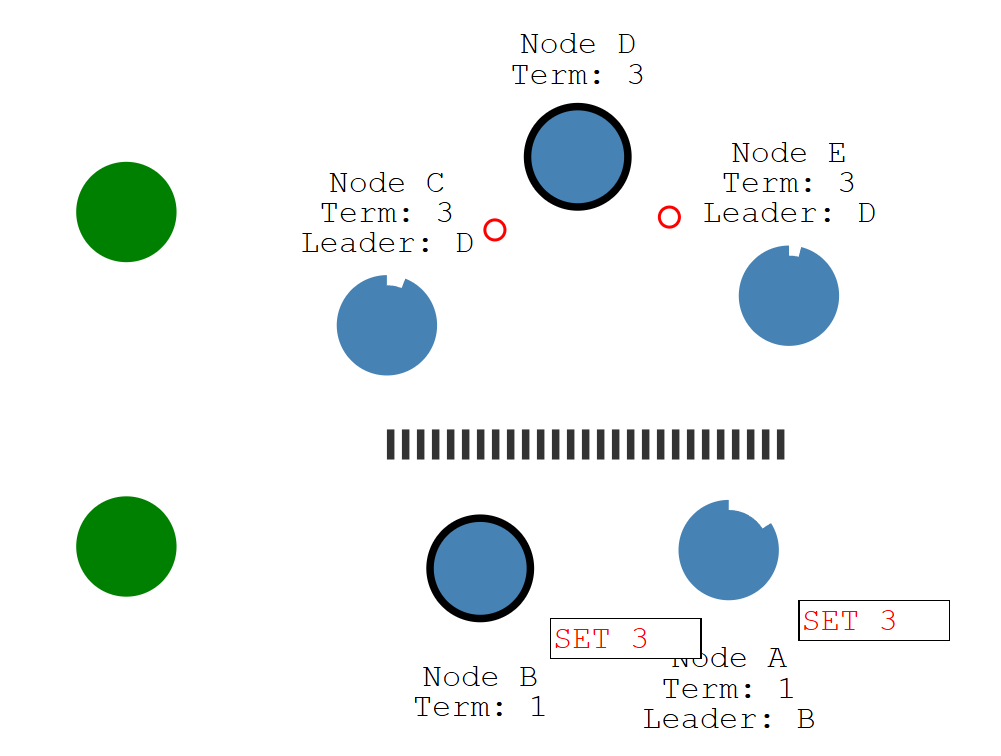 Node D
Term: 3
Node E
Term: 3
Leader: D
Node C
Term: 3
Leader: D
SET 3
SET 3
Node A
Term: 1
Leader: B
Node B
Term: 1